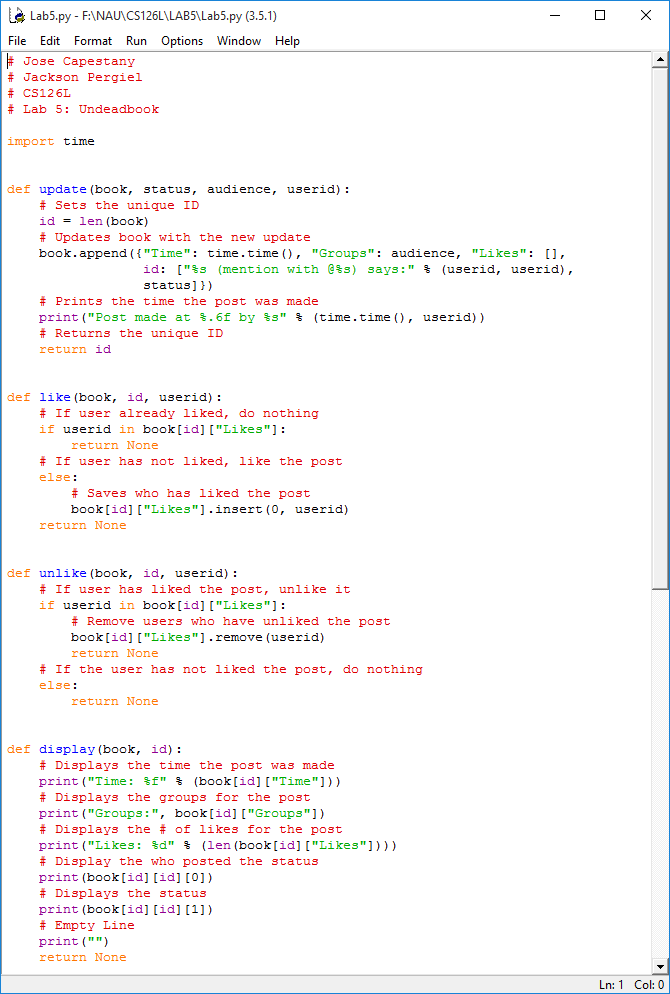 Lab5.py - F:\NAU\CS126L\LAB5\Lab5.py (3.5.1)
File Edit Format Run Options Window Help
# Jose Capestany
# Jackson Pergiel
# CS126L
# Lab 5: Undeadbook

import time


def update(book, status, audience, userid):
    # Sets the unique ID
    id = len(book)
    # Updates book with the new update
    book.append({"Time": time.time(), "Groups": audience, "Likes": [],
                 id: ["%s (mention with @%s) says:" % (userid, userid),
                 status]})
    # Prints the time the post was made
    print("Post made at %.6f by %s" % (time.time(), userid))
    # Returns the unique ID
    return id


def like(book, id, userid):
    # If user already liked, do nothing
    if userid in book[id]["Likes"]:
        return None
    # If user has not liked, like the post
    else:
        # Saves who has liked the post
        book[id]["Likes"].insert(0, userid)
    return None


def unlike(book, id, userid):
    # If user has liked the post, unlike it
    if userid in book[id]["Likes"]:
        # Remove users who have unliked the post
        book[id]["Likes"].remove(userid)
        return None
    # If the user has not liked the post, do nothing
    else:
        return None


def display(book, id):
    # Displays the time the post was made
    print("Time: %f" % (book[id]["Time"]))
    # Displays the groups for the post
    print("Groups:", book[id]["Groups"])
    # Displays the # of likes for the post
    print("Likes: %d" % (len(book[id]["Likes"])))
    # Display the who posted the status
    print(book[id][id][0])
    # Displays the status
    print(book[id][id][1])
    # Empty Line
    print("")
    return None
Ln: 1 Col: 0